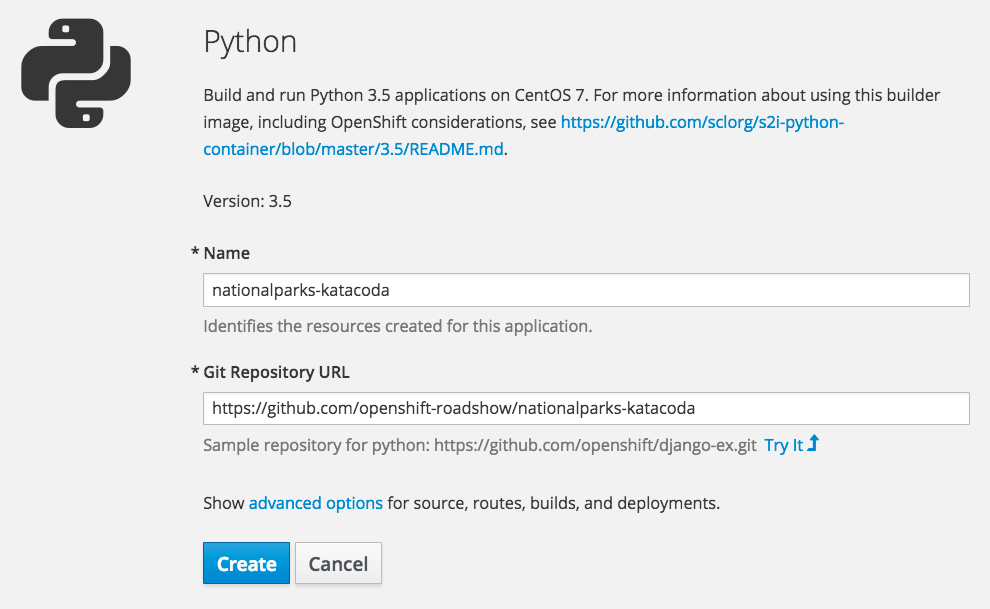 Python
Build and run Python 3.5 applications on CentOS 7. For more information about using this builder
image, including OpenShift considerations, see https://github.com/sclorg/s2i-python-
container/blob/master/3.5/README.md.
Version: 3.5
* Name
nationalparks-katacoda
Identifies the resources created for this application.
* Git Repository URL
https://github.com/openshift-roadshow/nationalparks-katacoda
Sample repository for python: https://github.com/openshift/django-ex.git Try It
Show advanced options for source, routes, builds, and deployments.
Create Cancel